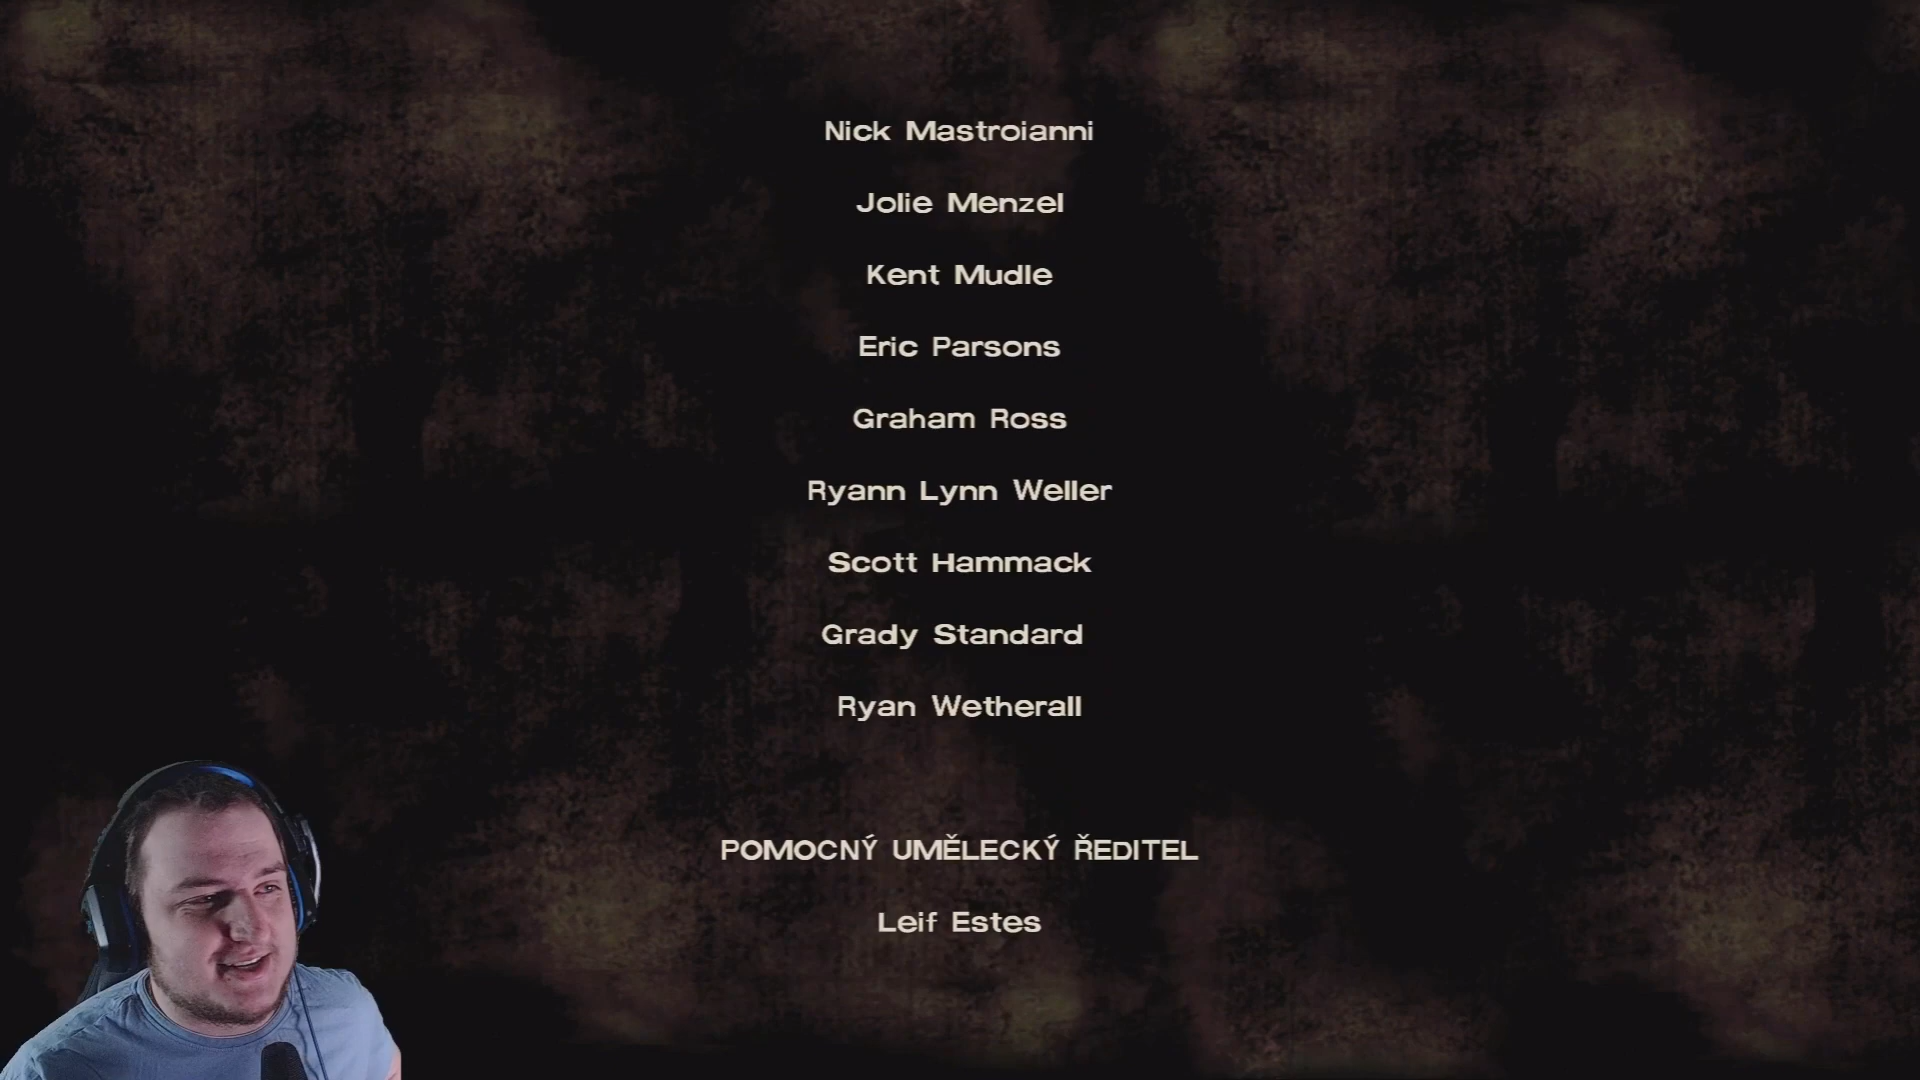 Nick Mastroianni
Jolie Menzel
Kent Mudle
Eric Parsons
Graham Ross
Ryann Lynn Weller
Scott Hammack
Grady Standard
Ryan Wetherall
POMOCNÝ UMĚLECKÝ ŘEDITEL
Leif Estes